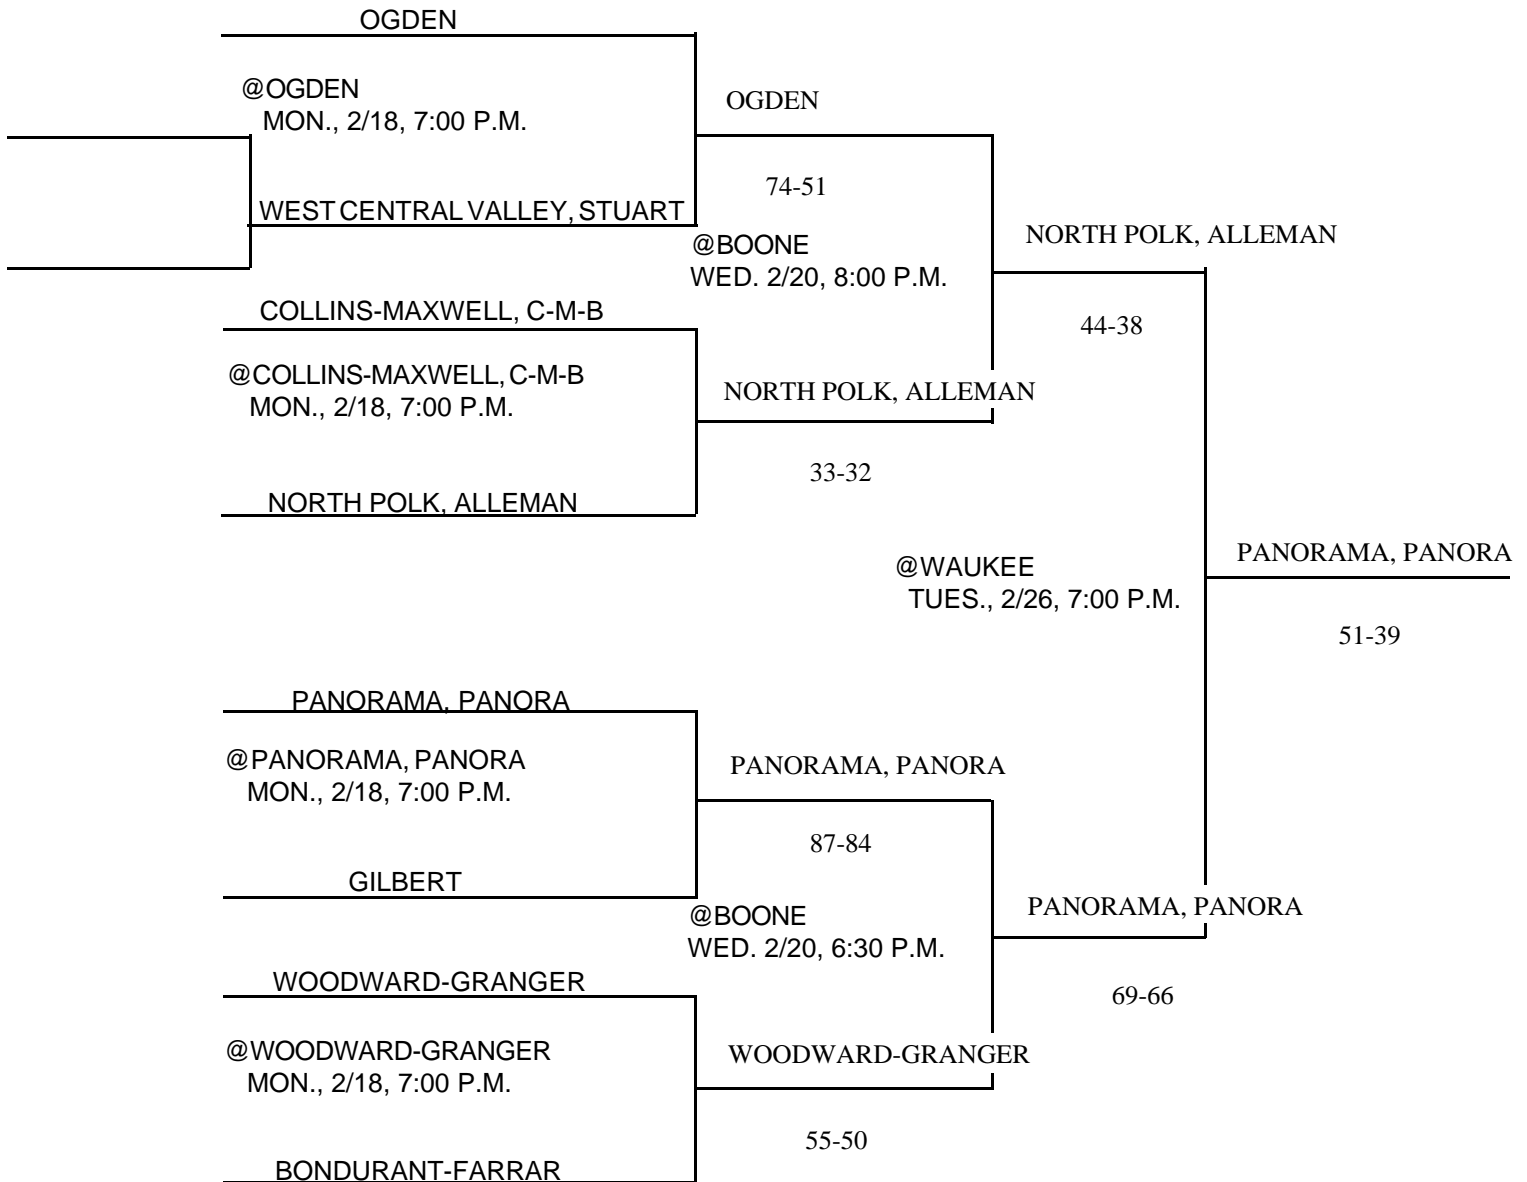 OGDEN
@OGDEN
MON., 2/18, 7:00 P.M.
OGDEN
74-51
WEST CENTRAL VALLEY, STUART
@BOONE
WED. 2/20, 8:00 P.M.
NORTH POLK, ALLEMAN
44-38
COLLINS-MAXWELL, C-M-B
@COLLINS-MAXWELL, C-M-B
MON., 2/18, 7:00 P.M.
NORTH POLK, ALLEMAN
33-32
NORTH POLK, ALLEMAN
@WAUKEE
TUES., 2/26, 7:00 P.M.
PANORAMA, PANORA
51-39
PANORAMA, PANORA
@PANORAMA, PANORA
MON., 2/18, 7:00 P.M.
PANORAMA, PANORA
87-84
GILBERT
@BOONE
WED. 2/20, 6:30 P.M.
PANORAMA, PANORA
69-66
WOODWARD-GRANGER
@WOODWARD-GRANGER
MON., 2/18, 7:00 P.M.
WOODWARD-GRANGER
55-50
BONDURANT-FARRAR